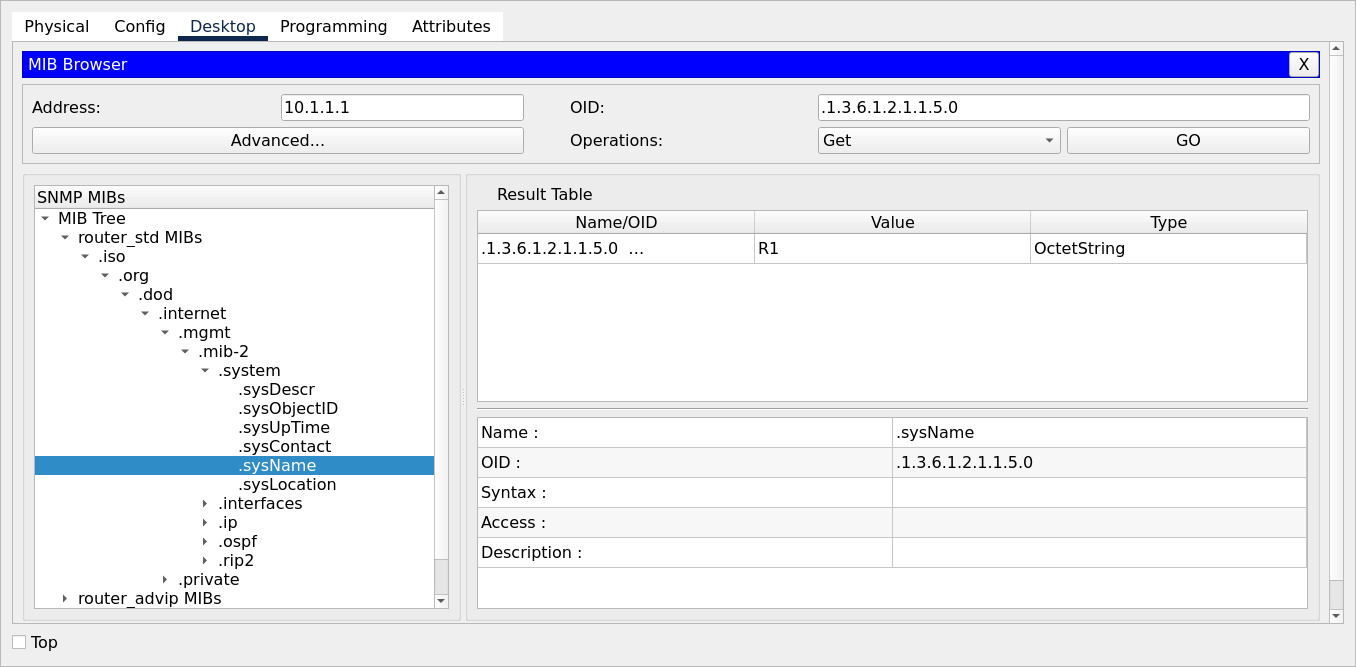 Physical Config Desktop Programming Attributes
MIB Browser X
Address: 10.1.1.1 OID: .1.3.6.1.2.1.1.5.0
Advanced... Operations: Get GO
SNMP MIBs
MIB Tree
router_std MIBs
.iso
.org
.dod
.internet
.mgmt
.mib-2
.system
.sysDescr
.sysObjectID
.sysUpTime
.sysContact
.sysName
.sysLocation
.interfaces
.ip
.ospf
.rip2
.private
router_advip MIBs
Result Table
Name/OID Value Type
.1.3.6.1.2.1.1.5.0 ... R1 OctetString
Name : .sysName
OID : .1.3.6.1.2.1.1.5.0
Syntax :
Access :
Description :
Top